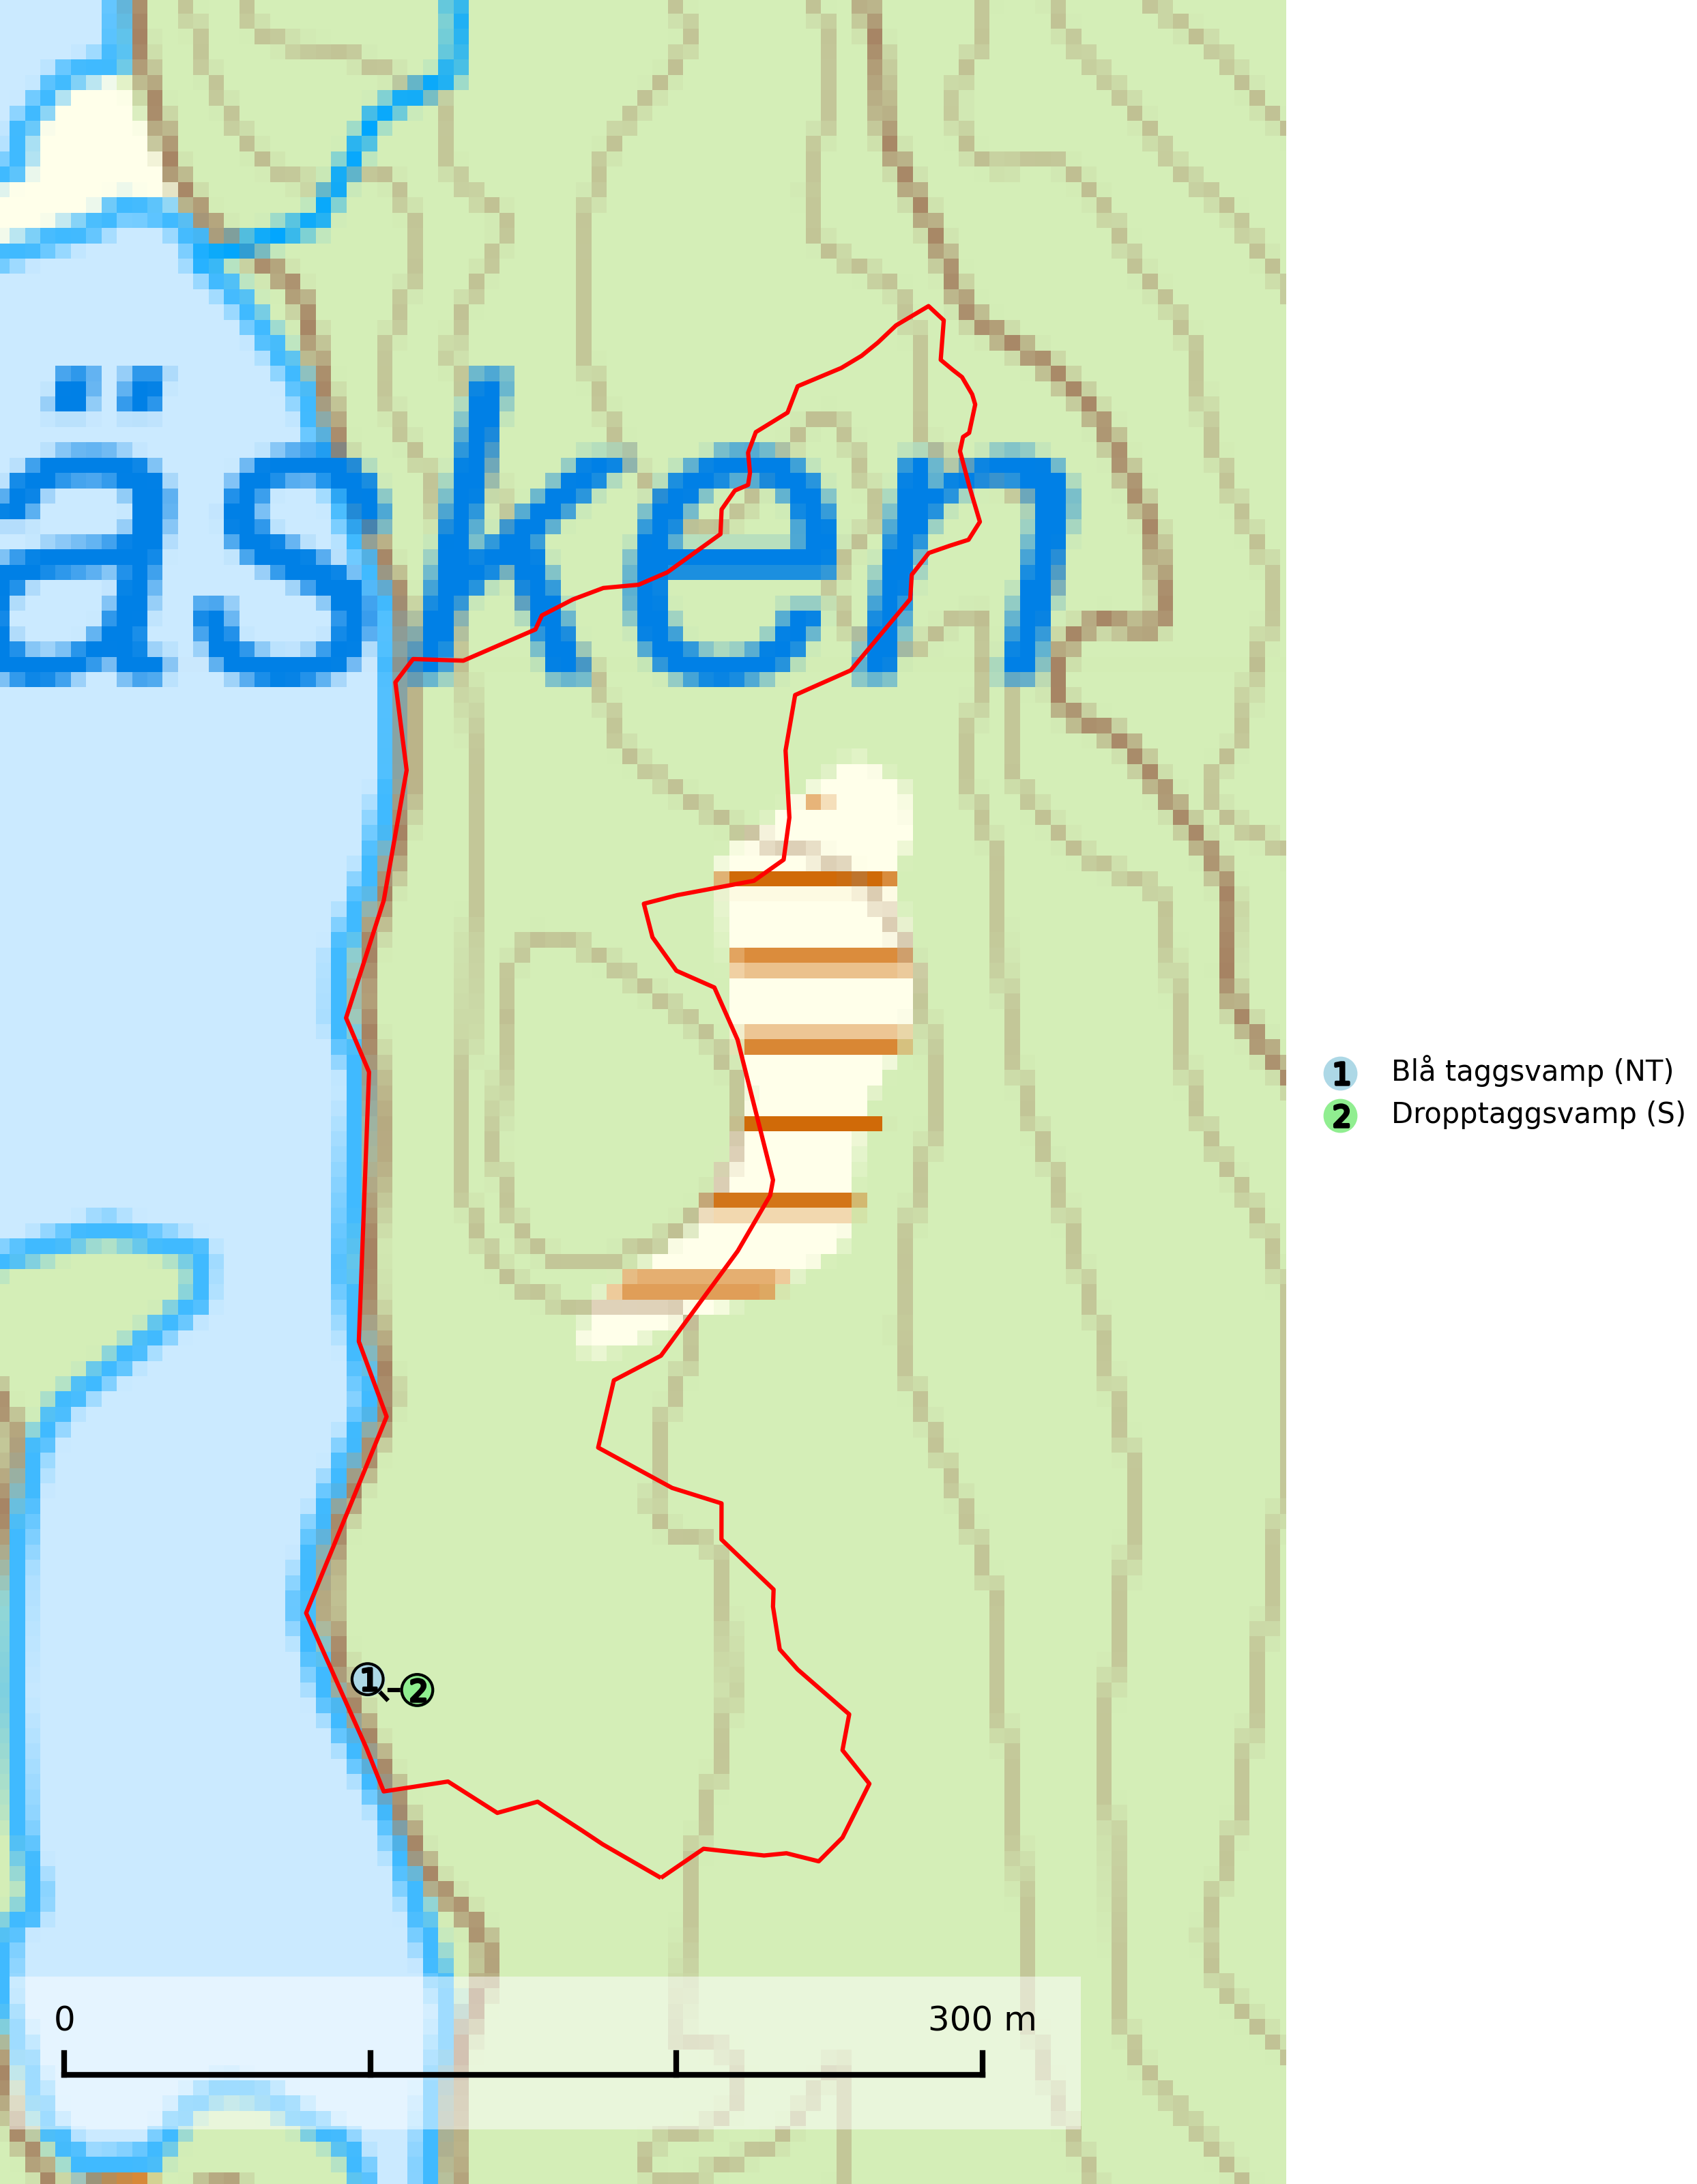 äsken
1 Blå taggsvamp (NT)
2 Dropptaggsvamp (S)
1 2
0 300 m